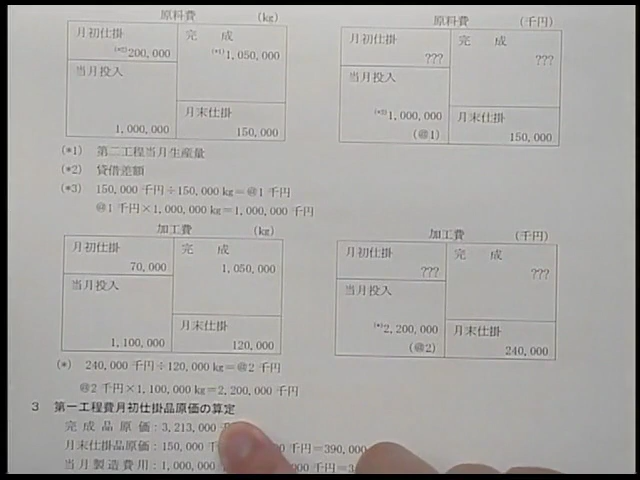 原料費 (kg)
月初仕掛 完 成
(*2)200,000 (*1)1,050,000
当月投入
月末仕掛
1,000,000 150,000
原料費 (千円)
月初仕掛 完 成
??? ???
当月投入
(*3)1,000,000 月末仕掛
(@1) 150,000
(*1) 第二工程当月生産量
(*2) 貸借差額
(*3) 150,000 千円÷150,000 kg=@1 千円
@1 千円×1,000,000 kg=1,000,000 千円
加工費 (kg)
月初仕掛 完 成
70,000 1,050,000
当月投入
月末仕掛
1,100,000 120,000
加工費 (千円)
月初仕掛 完 成
??? ???
当月投入
(*)2,200,000 月末仕掛
(@2) 240,000
(*) 240,000 千円÷120,000 kg=@2 千円
@2 千円×1,100,000 kg=2,200,000 千円
3 第一工程費月初仕掛品原価の算定
完成品原価:3,213,000
月末仕掛品原価:150,000 千円=390,000
当月製造費用:1,000,000 千円=3